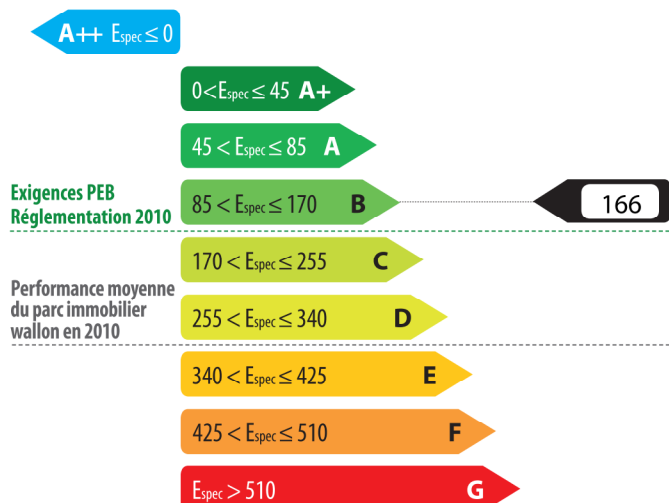 A++ Espec ≤ 0
0 < Espec ≤ 45 A+
45 < Espec ≤ 85 A
Exigences PEB
Réglementation 2010
85 < Espec ≤ 170 B
166
170 < Espec ≤ 255 C
Performance moyenne
du parc immobilier
wallon en 2010
255 < Espec ≤ 340 D
340 < Espec ≤ 425 E
425 < Espec ≤ 510 F
Espec > 510 G